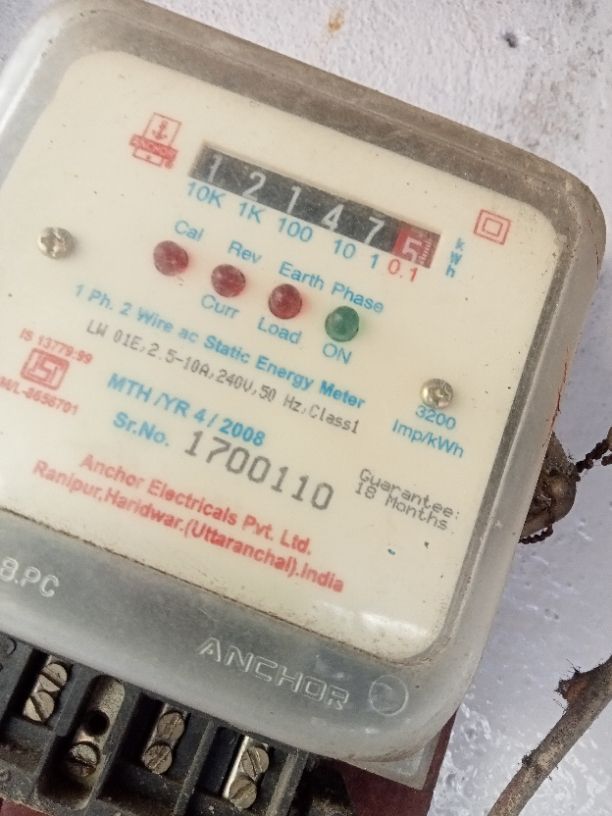 ANCHOR
121475
10K 1K 100 10 1 0.1
kWh
Cal Rev Earth Phase
Curr Load ON
1 Ph. 2 Wire ac Static Energy Meter
LW 01E,2.5-10A,240V,50 Hz,Class1
IS 13779:99
MTH /YR 4 / 2008
3200
Imp/kWh
Sr.No. 1700110
Guarantee:
18 Months
Anchor Electricals Pvt. Ltd.
Ranipur,Haridwar.(Uttaranchal).India
ANCHOR